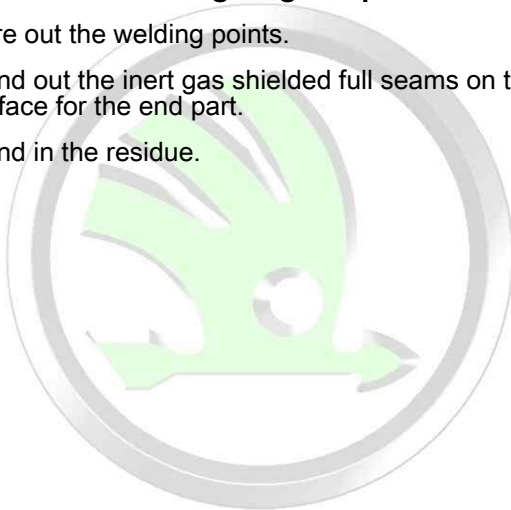 re out the welding points.
nd out the inert gas shielded full seams on t
face for the end part.
nd in the residue.